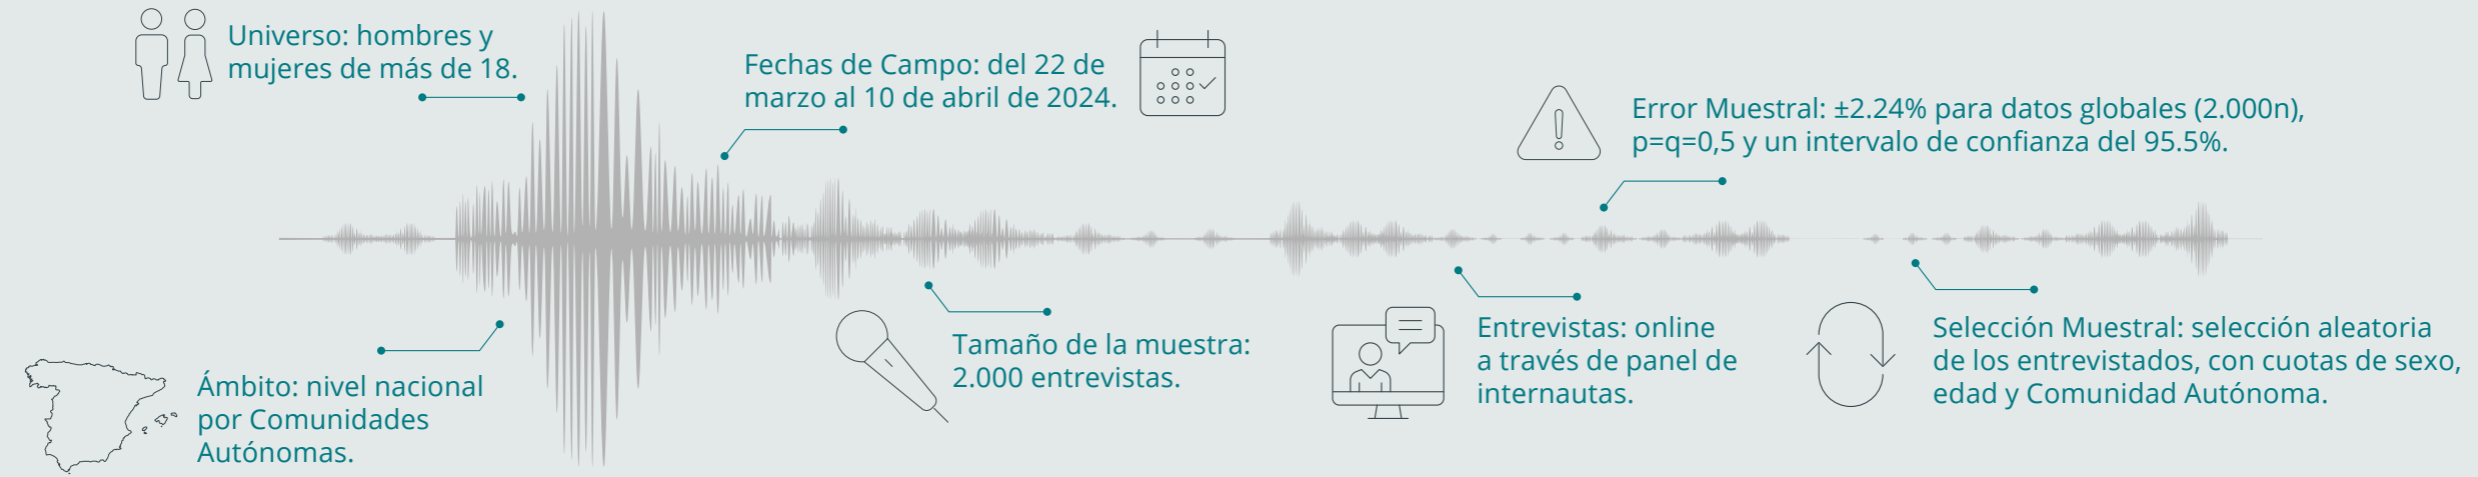 Universo: hombres y
mujeres de más de 18.
Fechas de Campo: del 22 de
marzo al 10 de abril de 2024.
Error Muestral: ±2.24% para datos globales (2.000n),
p=q=0,5 y un intervalo de confianza del 95.5%.
Ámbito: nivel nacional
por Comunidades
Autónomas.
Tamaño de la muestra:
2.000 entrevistas.
Entrevistas: online
a través de panel de
internautas.
Selección Muestral: selección aleatoria
de los entrevistados, con cuotas de sexo,
edad y Comunidad Autónoma.